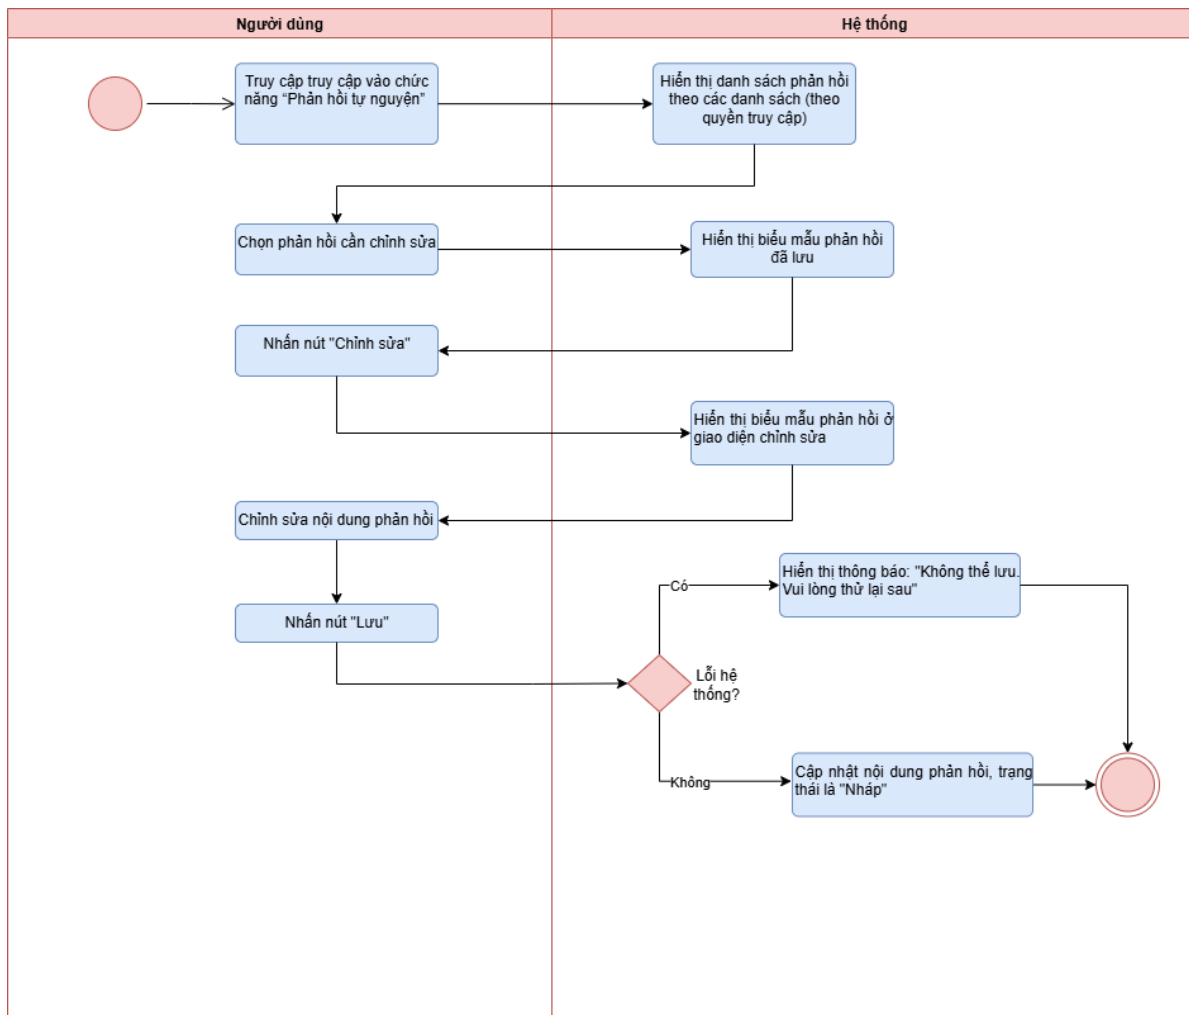 Người dùng
Hệ thống
Truy cập truy cập vào chức
năng “Phản hồi tự nguyện”
Hiển thị danh sách phản hồi
theo các danh sách (theo
quyền truy cập)
Chọn phản hồi cần chỉnh sửa
Hiển thị biểu mẫu phản hồi
đã lưu
Nhấn nút "Chỉnh sửa"
Hiển thị biểu mẫu phản hồi ở
giao diện chỉnh sửa
Chỉnh sửa nội dung phản hồi
Nhấn nút "Lưu"
Có
Hiển thị thông báo: "Không thể lưu.
Vui lòng thử lại sau"
Lỗi hệ
thống?
Không
Cập nhật nội dung phản hồi, trạng
thái là "Nháp"